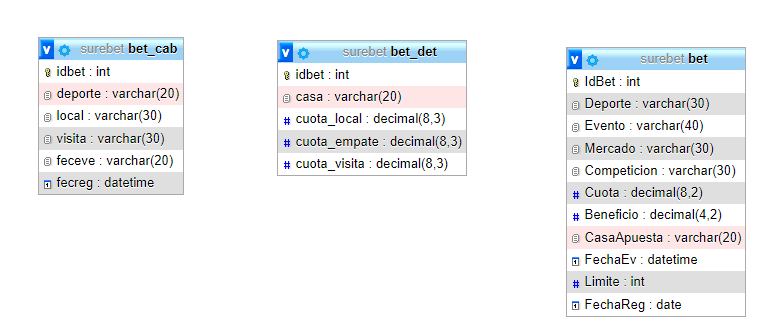 surebet bet_cab
idbet : int
deporte : varchar(20)
local : varchar(30)
visita : varchar(30)
feceve : varchar(20)
fecreg : datetime
surebet bet_det
idbet : int
casa : varchar(20)
cuota_local : decimal(8,3)
cuota_empate : decimal(8,3)
cuota_visita : decimal(8,3)
surebet bet
IdBet : int
Deporte : varchar(30)
Evento : varchar(40)
Mercado : varchar(30)
Competicion : varchar(30)
Cuota : decimal(8,2)
Beneficio : decimal(4,2)
CasaApuesta : varchar(20)
FechaEv : datetime
Limite : int
FechaReg : date